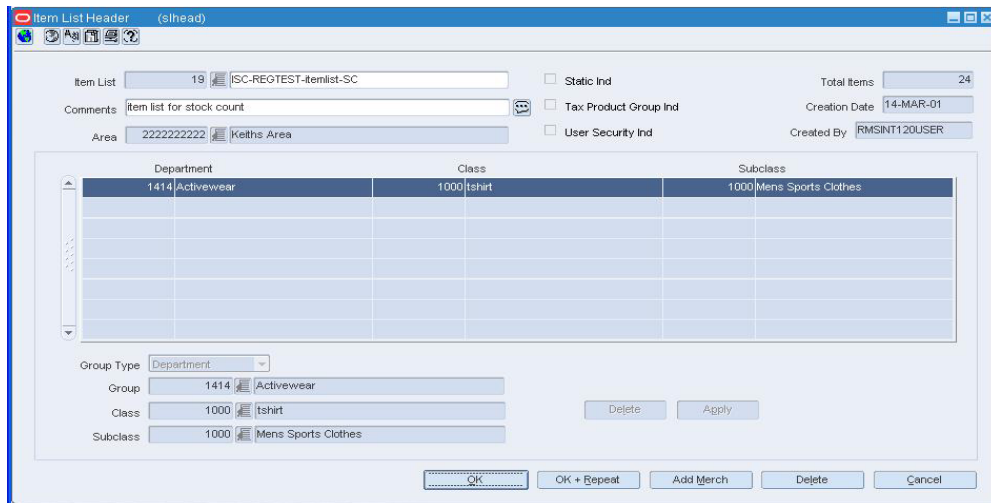 Item List Header (slhead)
Item List 19 ISC-REGTEST-itemlist-SC Static Ind Total Items 24
Comments item list for stock count Tax Product Group Ind Creation Date 14-MAR-01
Area 2222222222 Keiths Area User Security Ind Created By RMSINT120USER
Department Class Subclass
1414 Activewear 1000 tshirt 1000 Mens Sports Clothes
Group Type Department
Group 1414 Activewear
Class 1000 tshirt Delete Apply
Subclass 1000 Mens Sports Clothes
OK OK + Repeat Add Merch Delete Cancel